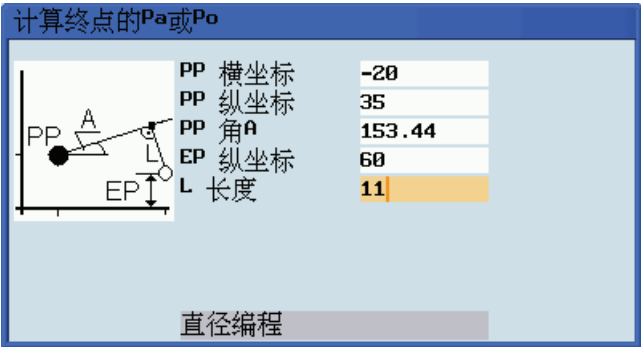 计算终点的Pa或Po
PP 横坐标 -20
PP 纵坐标 35
PP 角A 153.44
EP 纵坐标 60
L 长度 11
A
PP
L
EP
直径编程